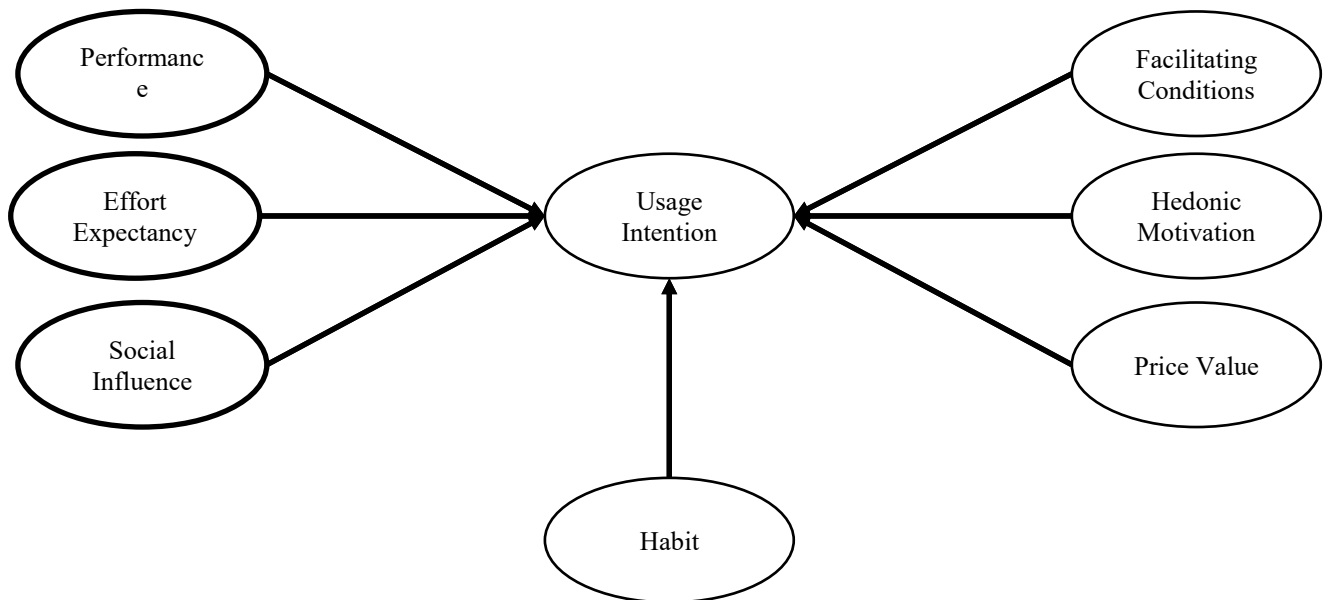 Performanc
e
Effort
Expectancy
Social
Influence
Usage
Intention
Habit
Facilitating
Conditions
Hedonic
Motivation
Price Value